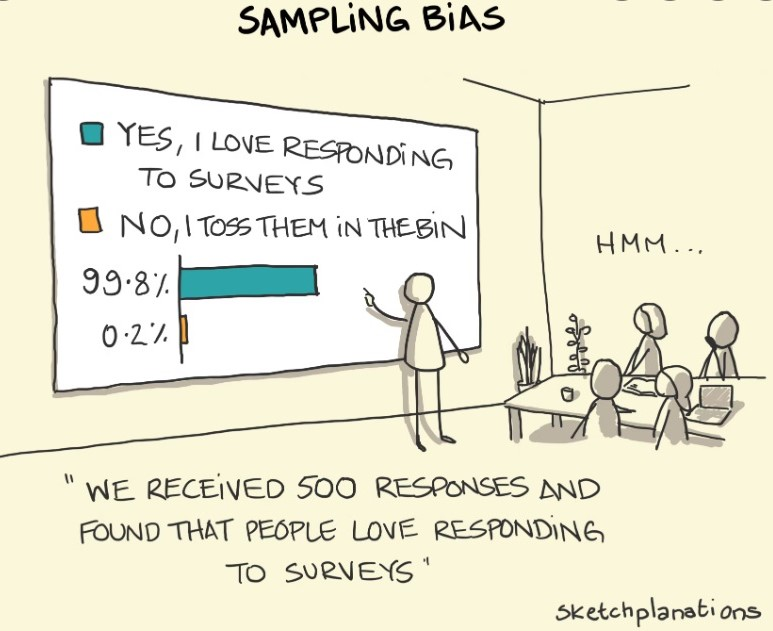 SAMPLING BIAS
YES, I LOVE RESPONDING
TO SURVEYS
NO, I TOSS THEM IN THE BIN
99.8%
0.2%
HMM...
"WE RECEIVED 500 RESPONSES AND
FOUND THAT PEOPLE LOVE RESPONDING
TO SURVEYS"
sketchplanations